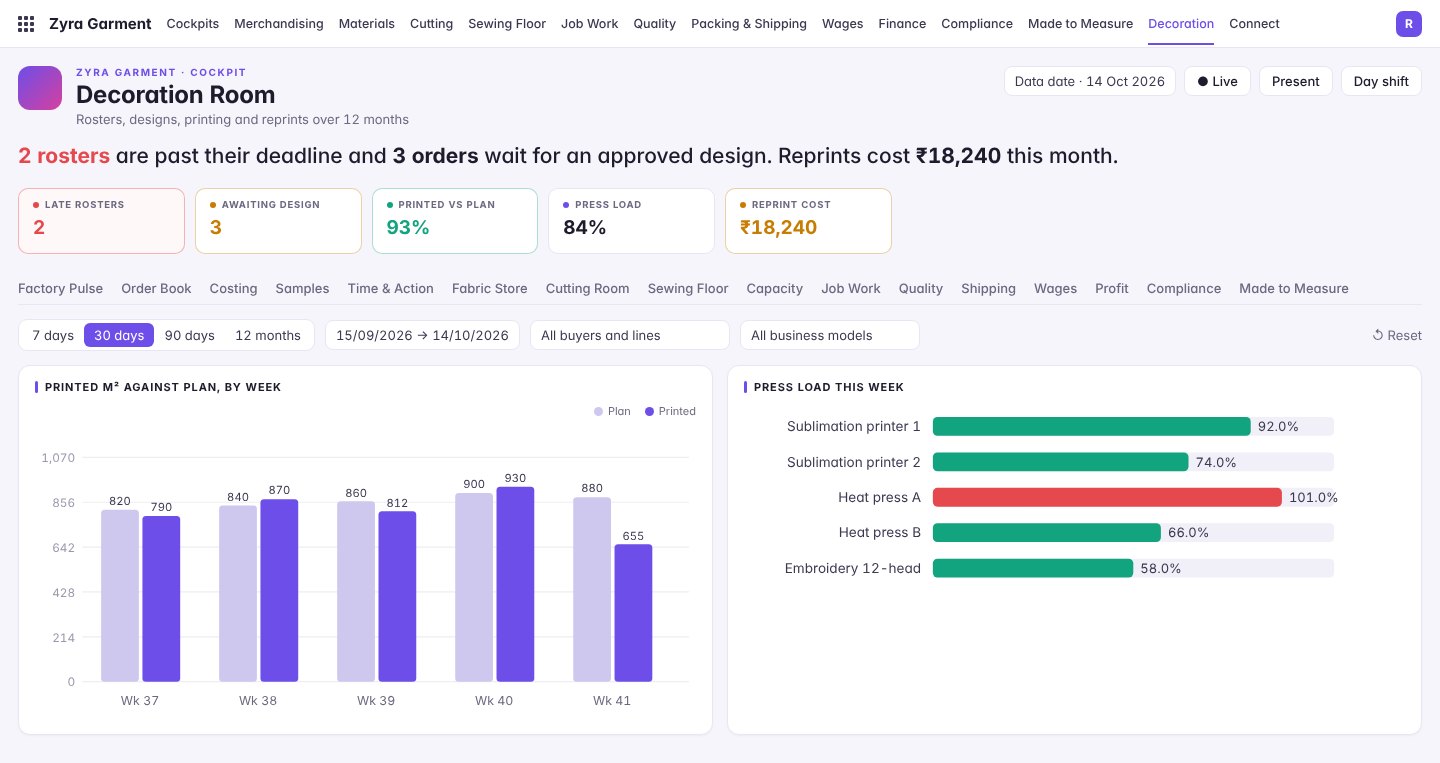 Zyra Garment Cockpits Merchandising Materials Cutting Sewing Floor Job Work Quality Packing & Shipping Wages Finance Compliance Made to Measure Decoration Connect R
ZYRA GARMENT · COCKPIT
Decoration Room
Rosters, designs, printing and reprints over 12 months
Data date · 14 Oct 2026 ● Live Present Day shift
2 rosters are past their deadline and 3 orders wait for an approved design. Reprints cost ₹18,240 this month.
LATE ROSTERS
2
AWAITING DESIGN
3
PRINTED VS PLAN
93%
PRESS LOAD
84%
REPRINT COST
₹18,240
Factory Pulse Order Book Costing Samples Time & Action Fabric Store Cutting Room Sewing Floor Capacity Job Work Quality Shipping Wages Profit Compliance Made to Measure
7 days 30 days 90 days 12 months 15/09/2026 → 14/10/2026 All buyers and lines All business models ↺ Reset
PRINTED M² AGAINST PLAN, BY WEEK
Plan Printed
1,070
856
642
428
214
0
820 790 840 870 860 812 900 930 880 655
Wk 37 Wk 38 Wk 39 Wk 40 Wk 41
PRESS LOAD THIS WEEK
Sublimation printer 1 92.0%
Sublimation printer 2 74.0%
Heat press A 101.0%
Heat press B 66.0%
Embroidery 12-head 58.0%